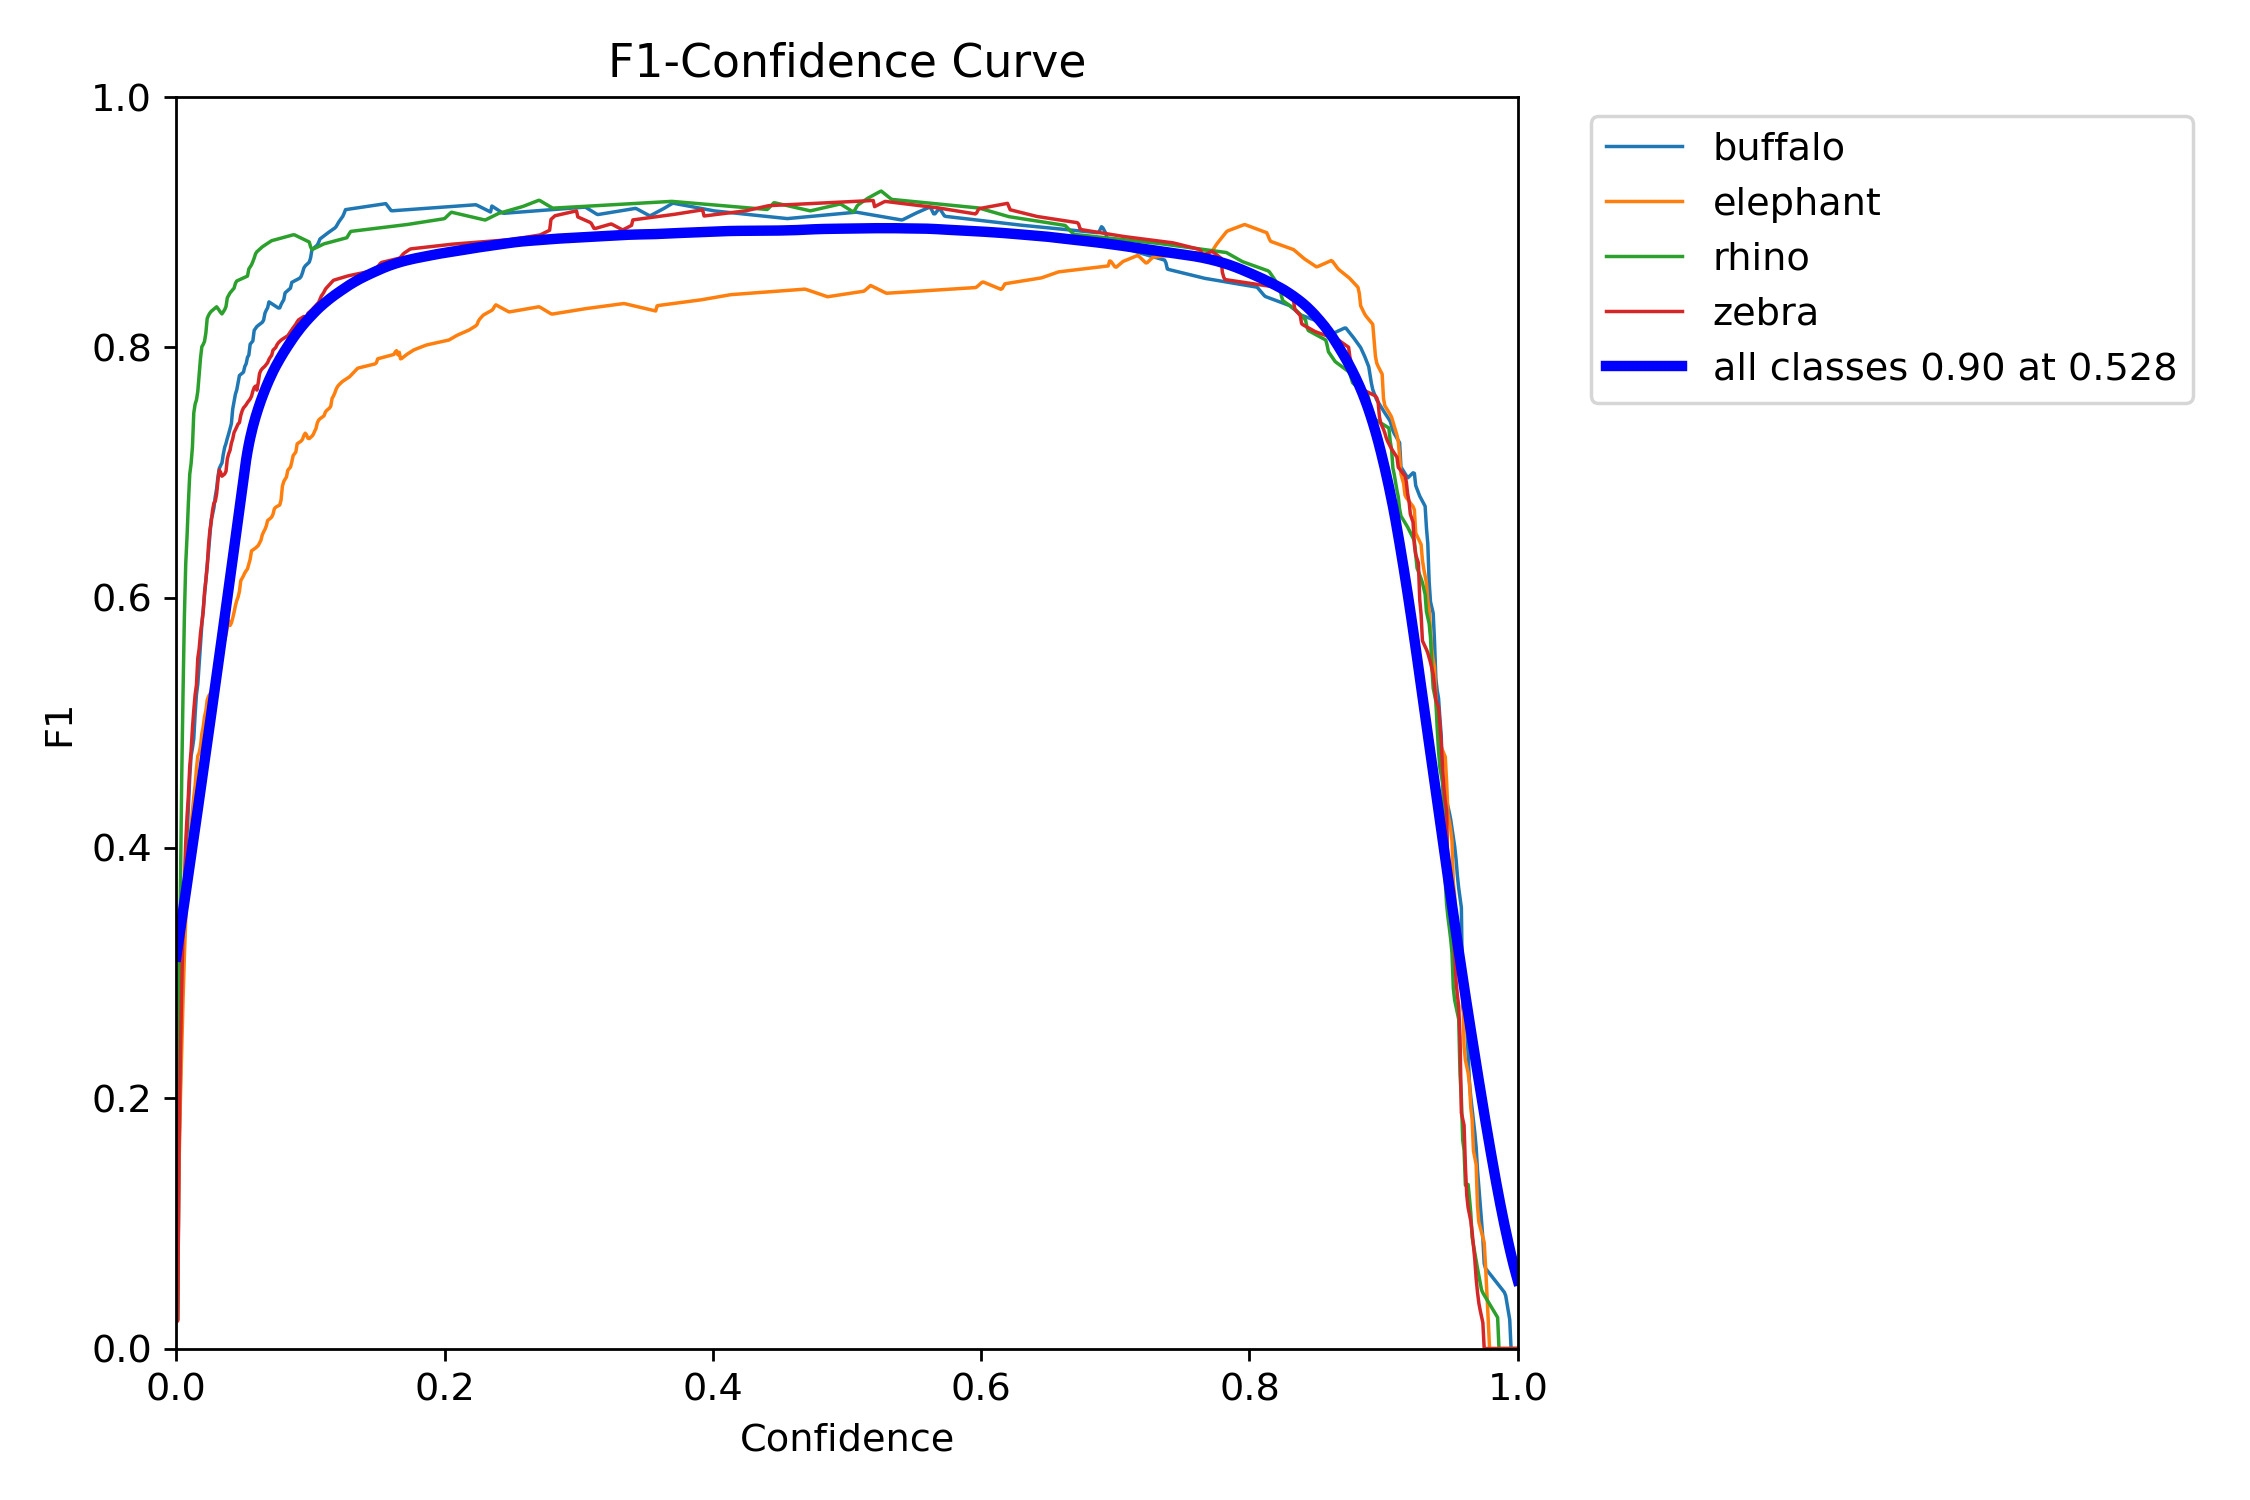 F1-Confidence Curve
1.0
0.8
0.6
0.4
0.2
0.0
F1
0.0 0.2 0.4 0.6 0.8 1.0
Confidence
buffalo
elephant
rhino
zebra
all classes 0.90 at 0.528